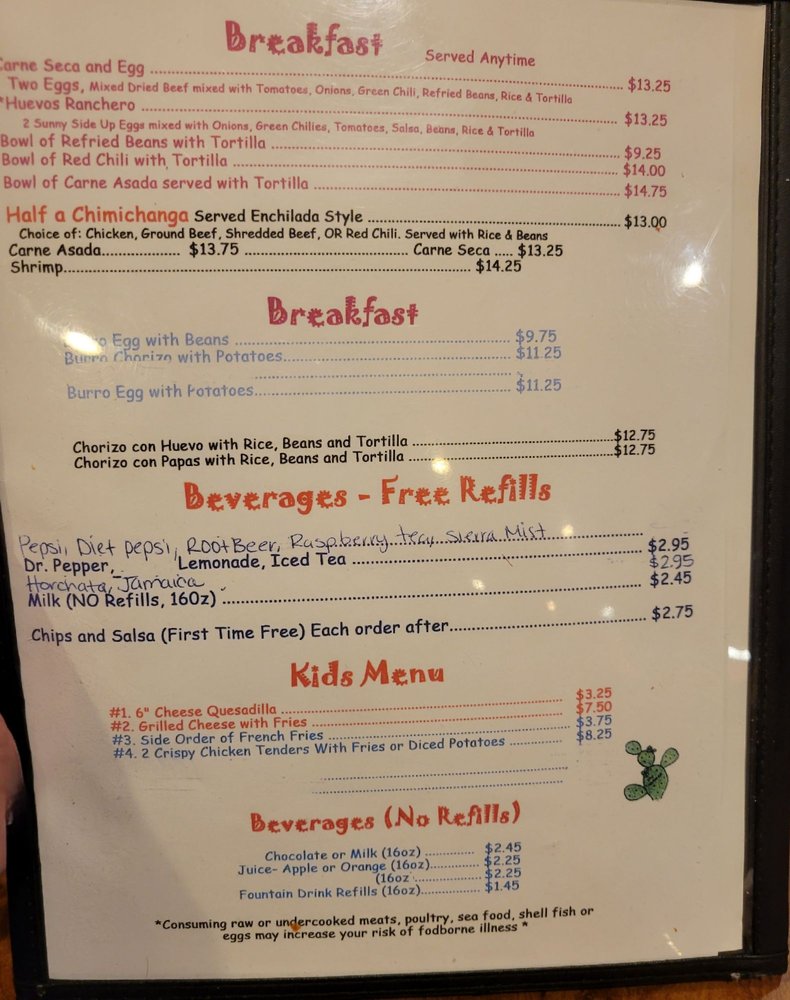 Breakfast Served Anytime
Carne Seca and Egg ........ $13.25
Two Eggs, Mixed Dried Beef mixed with Tomatoes, Onions, Green Chili, Refried Beans, Rice & Tortilla
*Huevos Ranchero ........ $13.25
2 Sunny Side Up Eggs mixed with Onions, Green Chilies, Tomatoes, Salsa, Beans, Rice & Tortilla
Bowl of Refried Beans with Tortilla ........ $9.25
Bowl of Red Chili with Tortilla ........ $14.00
Bowl of Carne Asada served with Tortilla ........ $14.75
Half a Chimichanga Served Enchilada Style ........ $13.00
Choice of: Chicken, Ground Beef, Shredded Beef, OR Red Chili. Served with Rice & Beans
Carne Asada........ $13.75 ........ Carne Seca ..... $13.25
Shrimp........ $14.25
Breakfast
Egg with Beans ........ $9.75
Burro Chorizo with Potatoes........ $11.25
Burro Egg with Potatoes........ $11.25
Chorizo con Huevo with Rice, Beans and Tortilla ........ $12.75
Chorizo con Papas with Rice, Beans and Tortilla ........ $12.75
Beverages - Free Refills
Pepsi, Diet pepsi, Root Beer, Raspberry tea, Sierra Mist
Dr. Pepper, Lemonade, Iced Tea ........ $2.95
Horchata, Jamaica $2.95
Milk (NO Refills, 16Oz) ........ $2.45
Chips and Salsa (First Time Free) Each order after........ $2.75
Kids Menu
#1. 6" Cheese Quesadilla ........ $3.25
#2. Grilled Cheese with Fries ........ $7.50
#3. Side Order of French Fries ........ $3.75
#4. 2 Crispy Chicken Tenders With Fries or Diced Potatoes ........ $8.25
Beverages (No Refills)
Chocolate or Milk (16oz) ........ $2.45
Juice- Apple or Orange (16oz)........ $2.25
(16oz ........ $2.25
Fountain Drink Refills (16oz)........ $1.45
*Consuming raw or undercooked meats, poultry, sea food, shell fish or
eggs may increase your risk of fodborne illness *